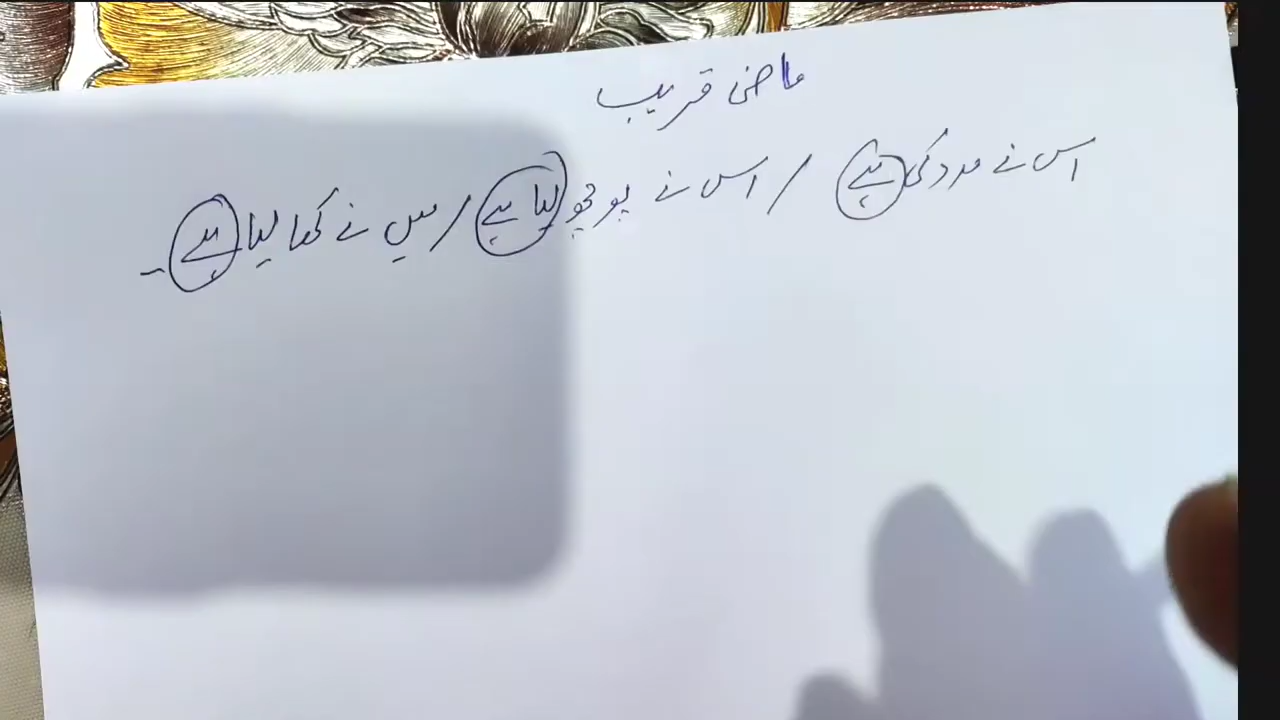 ماضی قریب
اس نے مدد کی ہے / اس نے پوچھ لیا ہے / میں نے کھا لیا ہے ۔